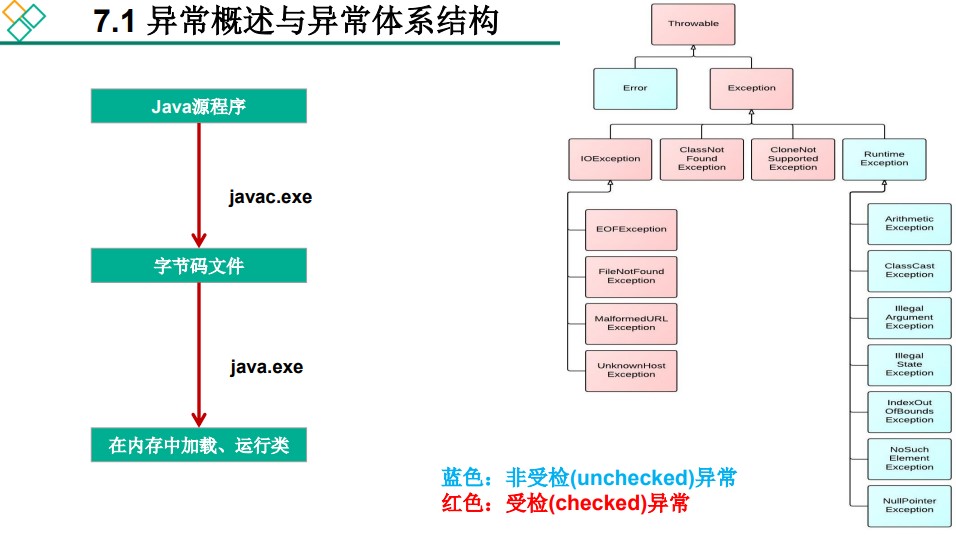 7.1 异常概述与异常体系结构
Java源程序
javac.exe
字节码文件
java.exe
在内存中加载、运行类
Throwable
Error
Exception
IOException
ClassNot
Found
Exception
CloneNot
Supported
Exception
Runtime
Exception
EOFException
FileNotFound
Exception
MalformedURL
Exception
UnknownHost
Exception
Arithmetic
Exception
ClassCast
Exception
Illegal
Argument
Exception
Illegal
State
Exception
IndexOut
OfBounds
Exception
NoSuch
Element
Exception
NullPointer
Exception
蓝色：非受检(unchecked)异常
红色：受检(checked)异常